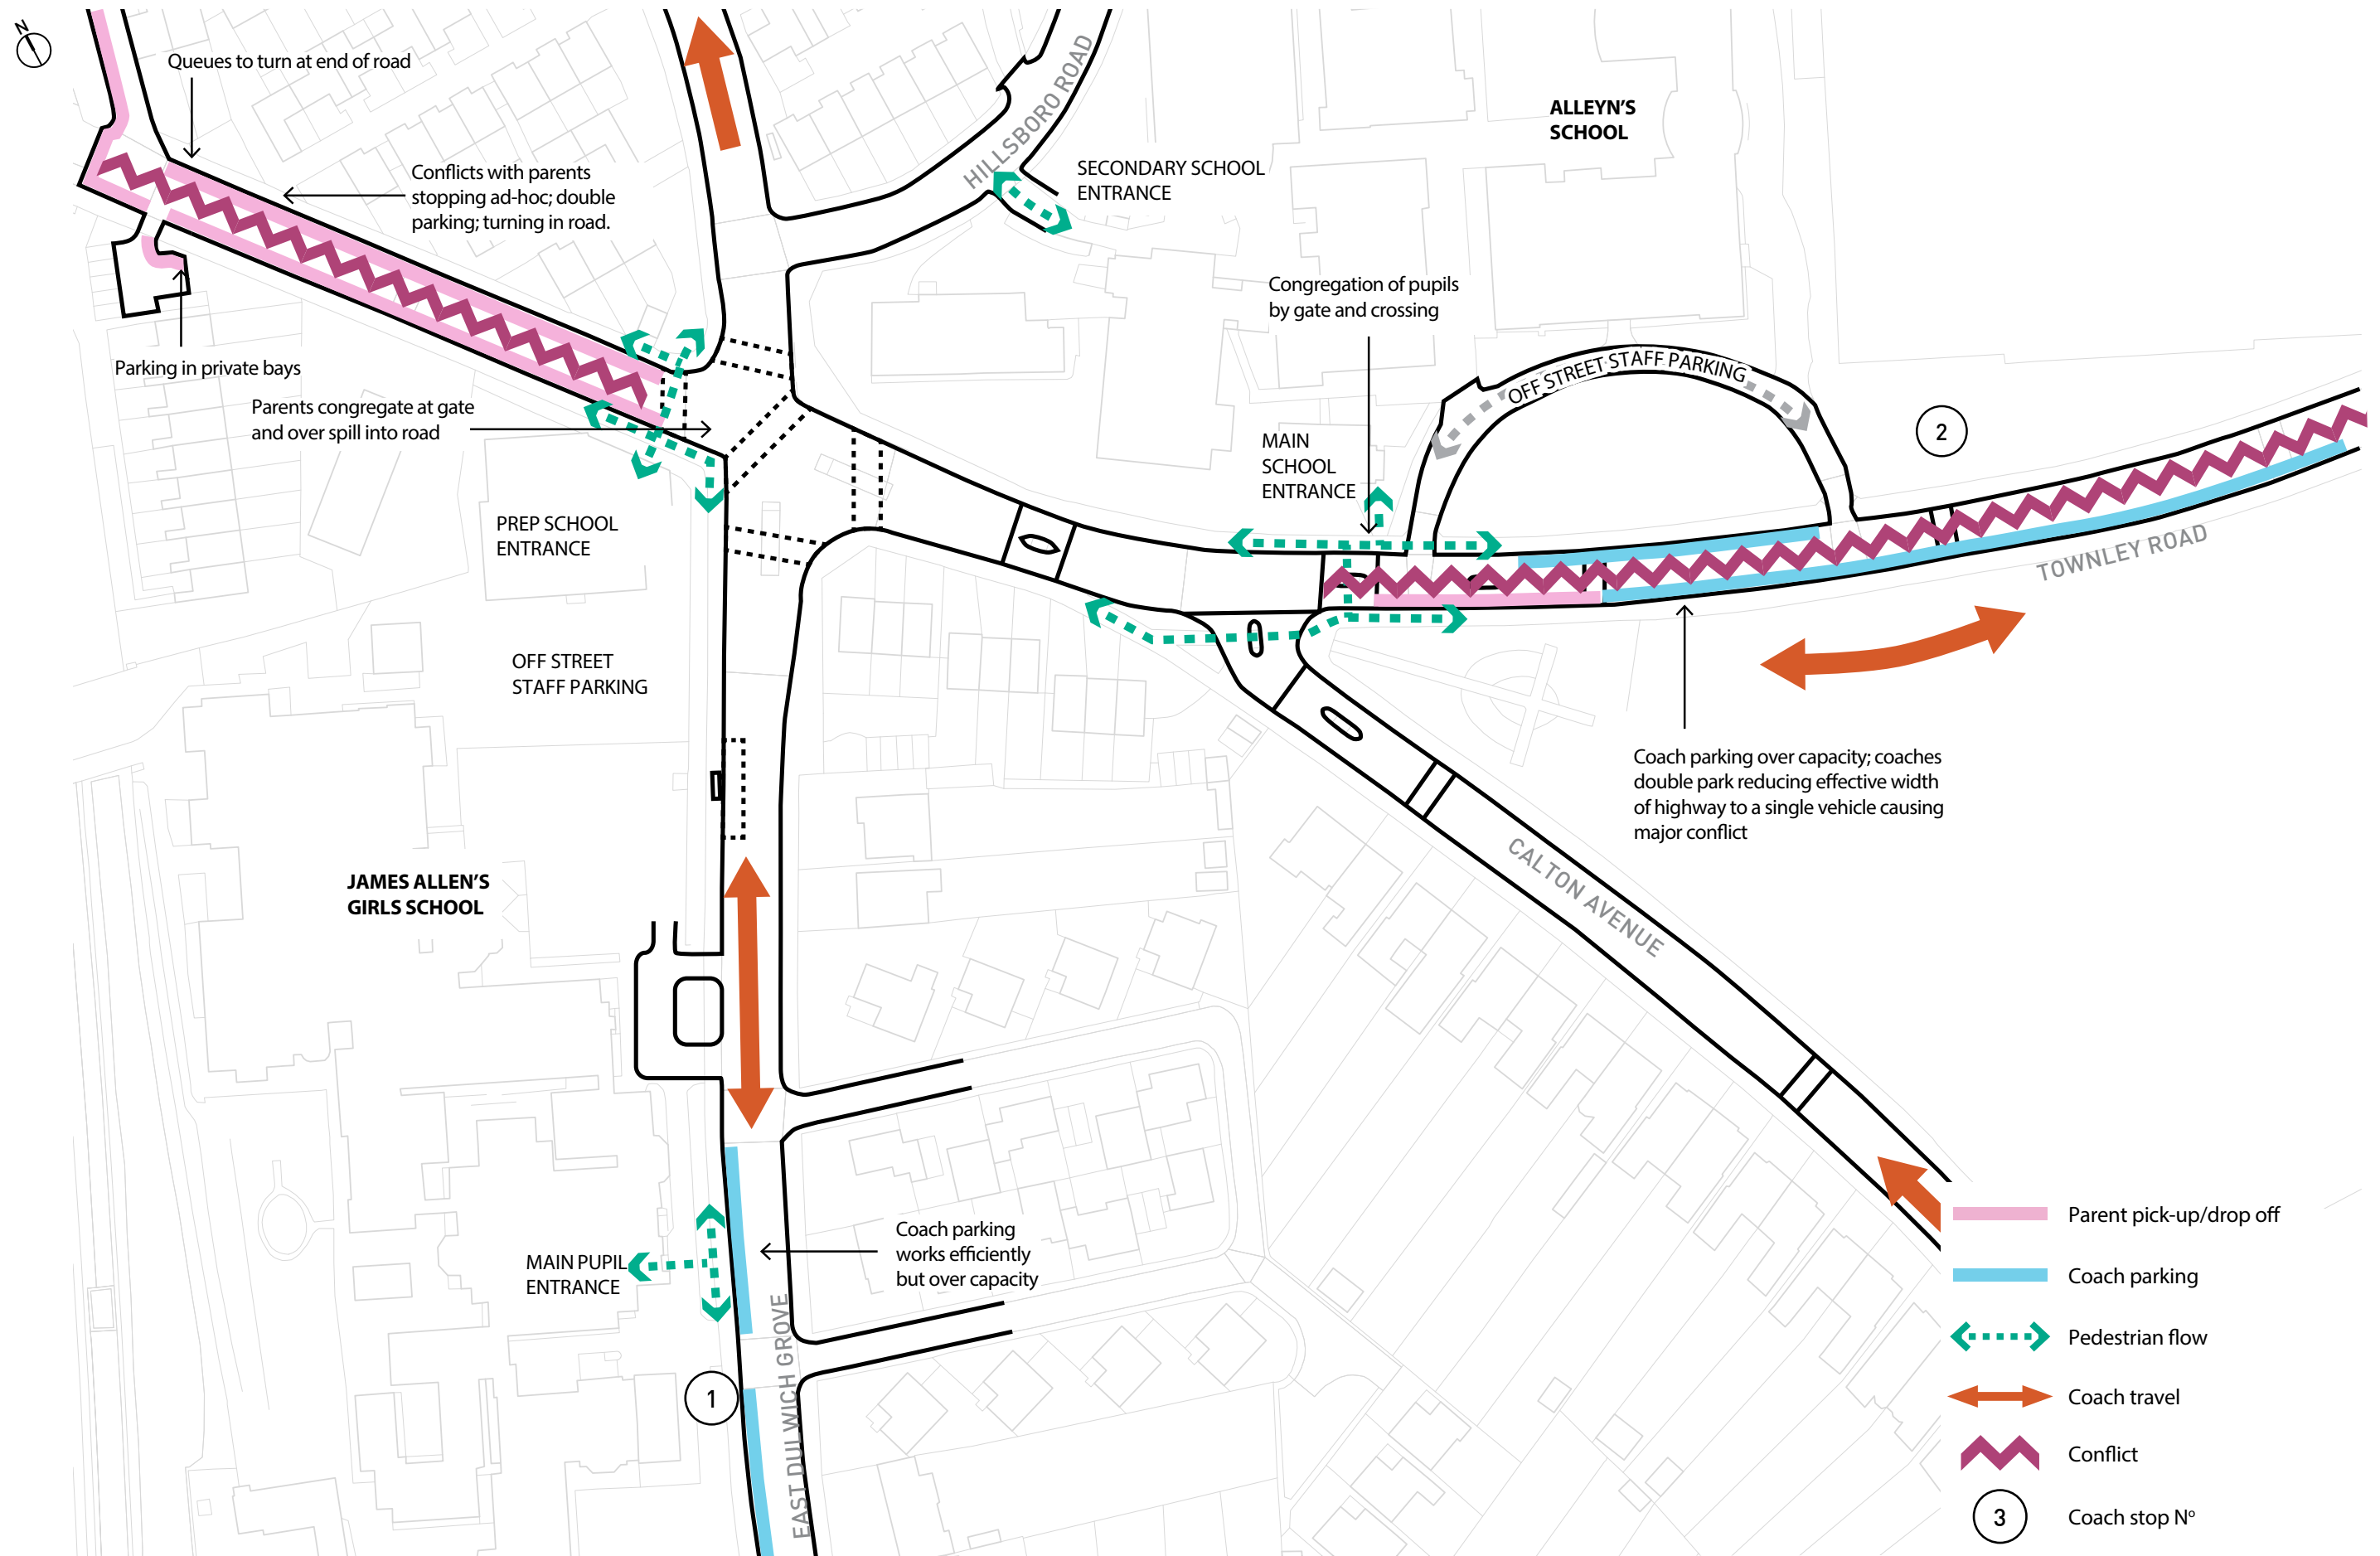 N
Queues to turn at end of road
Conflicts with parents
stopping ad-hoc; double
parking; turning in road.
HILLSBORO ROAD
SECONDARY SCHOOL
ENTRANCE
ALLEYN'S
SCHOOL
Congregation of pupils
by gate and crossing
Parking in private bays
Parents congregate at gate
and over spill into road
OFF STREET STAFF PARKING
MAIN
SCHOOL
ENTRANCE
2
PREP SCHOOL
ENTRANCE
TOWNLEY ROAD
OFF STREET
STAFF PARKING
Coach parking over capacity; coaches
double park reducing effective width
of highway to a single vehicle causing
major conflict
CALTON AVENUE
JAMES ALLEN'S
GIRLS SCHOOL
Coach parking
works efficiently
but over capacity
MAIN PUPIL
ENTRANCE
1
EAST DULWICH GROVE
Parent pick-up/drop off
Coach parking
Pedestrian flow
Coach travel
Conflict
3 Coach stop Nº